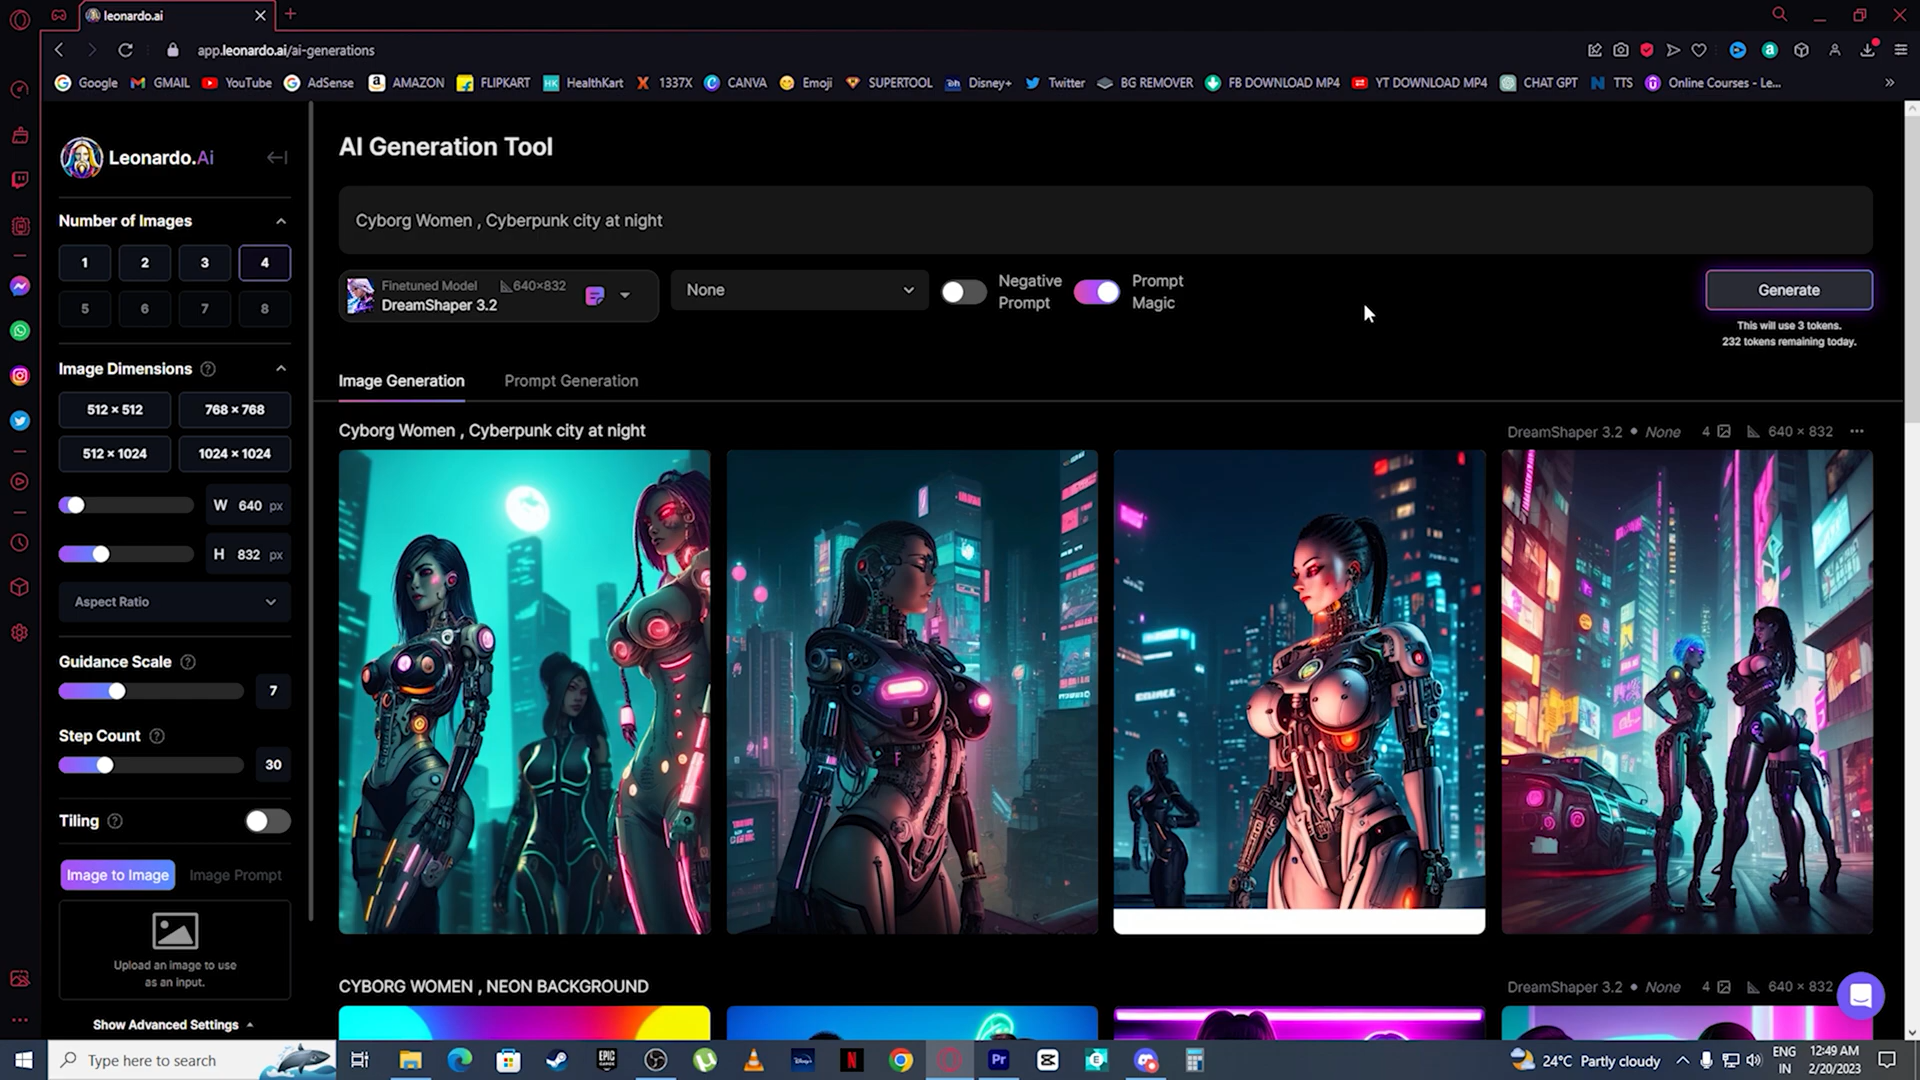 leonardo.ai
app.leonardo.ai/ai-generations
Google GMAIL YouTube AdSense AMAZON FLIPKART HealthKart 1337X CANVA Emoji SUPERTOOL Disney+ Twitter BG REMOVER FB DOWNLOAD MP4 YT DOWNLOAD MP4 CHAT GPT TTS Online Courses - Le... »
Leonardo.Ai
Number of Images
1 2 3 4
5 6 7 8
Image Dimensions
512 × 512 768 × 768
512 × 1024 1024 × 1024
W 640 px
H 832 px
Aspect Ratio
Guidance Scale
7
Step Count
30
Tiling
Image to Image Image Prompt
Upload an image to use
as an input.
Show Advanced Settings
AI Generation Tool
Cyborg Women , Cyberpunk city at night
Finetuned Model 640×832
DreamShaper 3.2
None
Negative
Prompt
Prompt
Magic
Generate
This will use 3 tokens.
232 tokens remaining today.
Image Generation Prompt Generation
Cyborg Women , Cyberpunk city at night
DreamShaper 3.2 • None 4 640 × 832
CYBORG WOMEN , NEON BACKGROUND
DreamShaper 3.2 • None 4 640 × 832
Type here to search
EPIC
GAMES
Pr
24°C Partly cloudy
ENG
IN
12:49 AM
2/20/2023